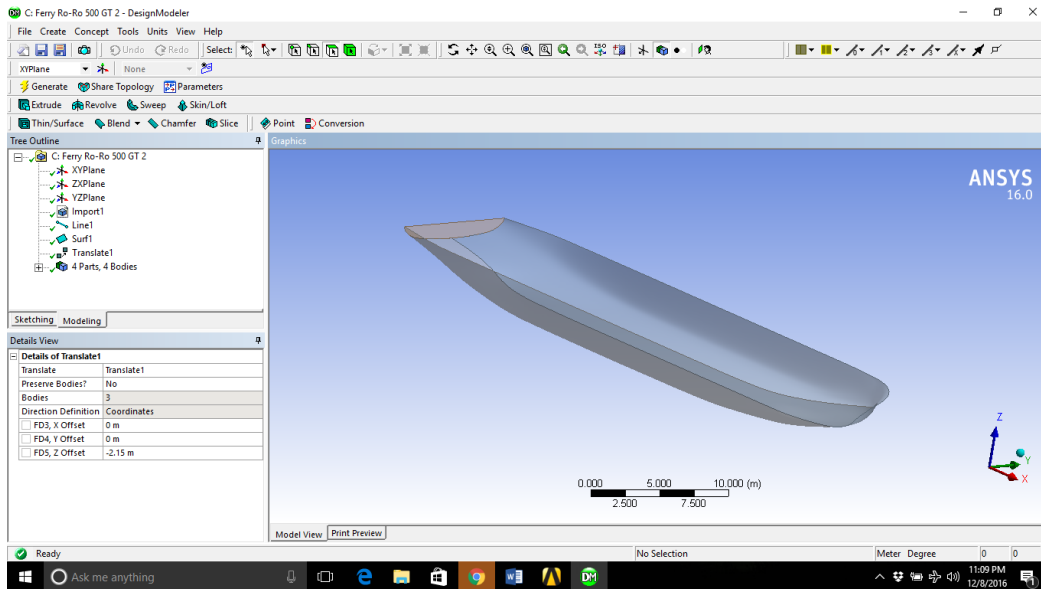 C: Ferry Ro-Ro 500 GT 2 - DesignModeler
File Create Concept Tools Units View Help
Undo Redo Select:
ISO
XYPlane None
Generate Share Topology Parameters
Extrude Revolve Sweep Skin/Loft
Thin/Surface Blend Chamfer Slice Point Conversion
Tree Outline
Graphics
C: Ferry Ro-Ro 500 GT 2
XYPlane
ZXPlane
YZPlane
Import1
Line1
Surf1
Translate1
4 Parts, 4 Bodies
Sketching Modeling
Details View
Details of Translate1
Translate Translate1
Preserve Bodies? No
Bodies 3
Direction Definition Coordinates
FD3, X Offset 0 m
FD4, Y Offset 0 m
FD5, Z Offset -2.15 m
ANSYS
16.0
Z
Y
X
0.000 5.000 10.000 (m)
2.500 7.500
Model View Print Preview
Ready No Selection Meter Degree 0 0
Ask me anything
DM
11:09 PM
12/8/2016